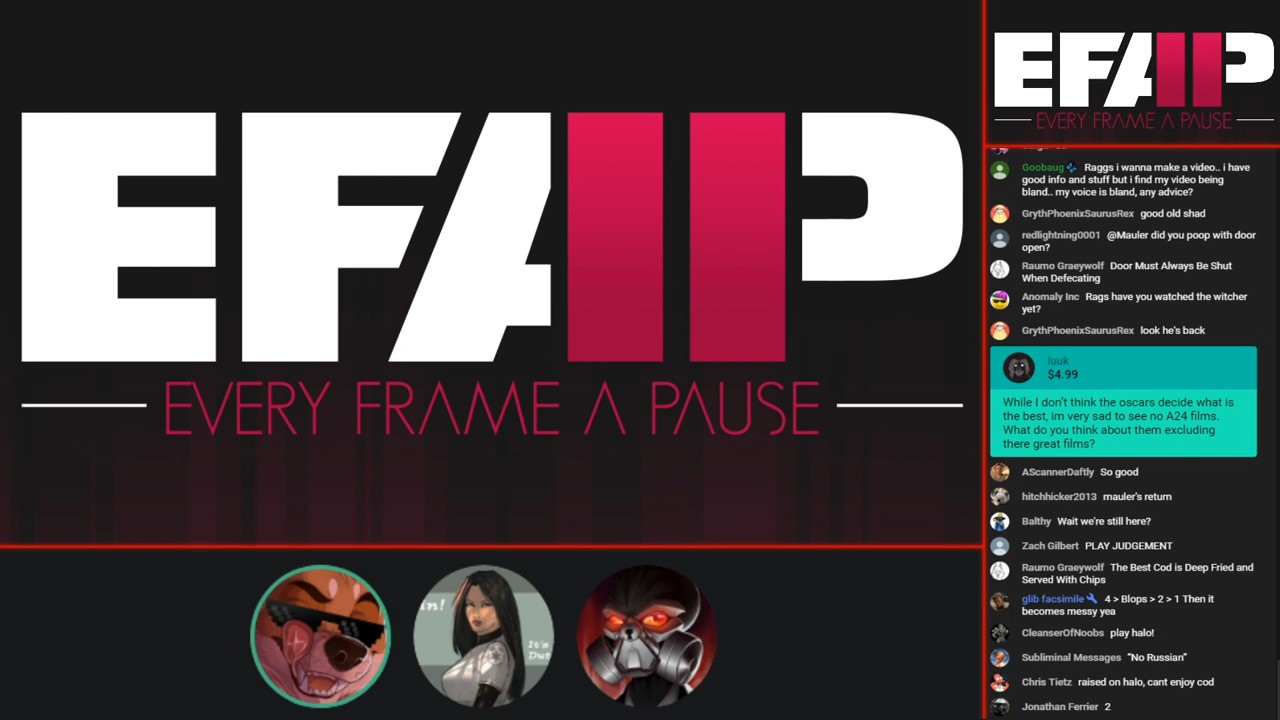 EFAP
EVERY FRAME A PAUSE
EFAP
EVERY FRAME A PAUSE
Goobaug Raggs i wanna make a video.. i have
good info and stuff but i find my video being
bland.. my voice is bland, any advice?
GrythPhoenixSaurusRex good old shad
redlightning0001 @Mauler did you poop with door
open?
Raumo Graeywolf Door Must Always Be Shut
When Defecating
Anomaly Inc Rags have you watched the witcher
yet?
GrythPhoenixSaurusRex look he's back
luuk
$4.99
While I don't think the oscars decide what is
the best, im very sad to see no A24 films.
What do you think about them excluding
there great films?
AScannerDaftly So good
hitchhicker2013 mauler's return
Balthy Wait we're still here?
Zach Gilbert PLAY JUDGEMENT
Raumo Graeywolf The Best Cod is Deep Fried and
Served With Chips
glib facsimile 4 > Blops > 2 > 1 Then it
becomes messy yea
CleanserOfNoobs play halo!
Subliminal Messages "No Russian"
Chris Tietz raised on halo, cant enjoy cod
Jonathan Ferrier 2
in!
It's
Dut